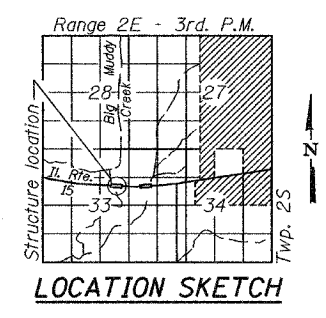 Range 2E - 3rd. P.M.
Big Muddy Creek
28
27
Il. Rte. 15
33
34
Structure location
Twp. 2S
N
LOCATION SKETCH